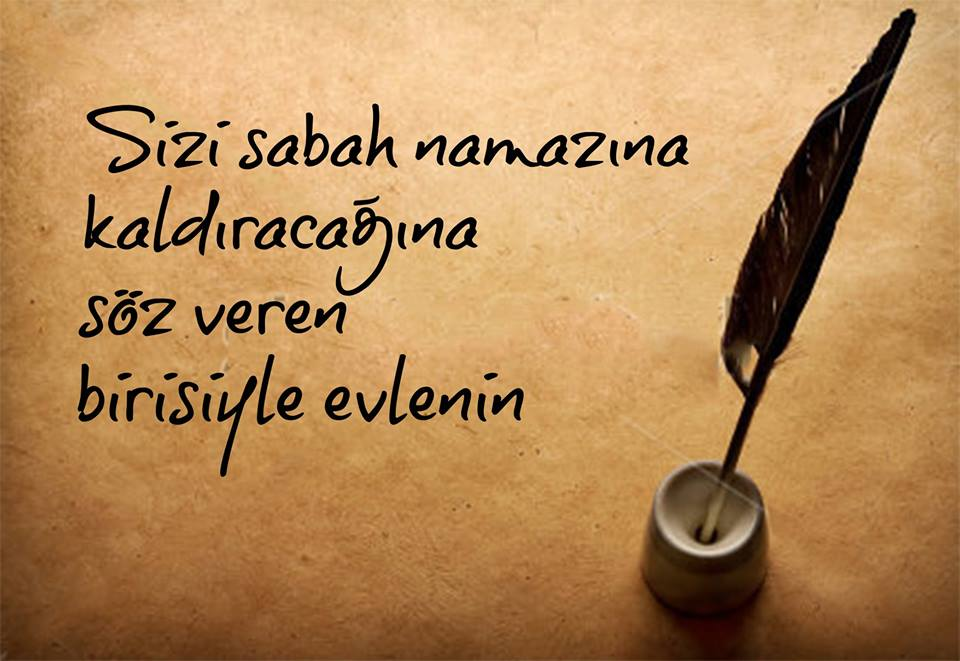 Sizi sabah namazına
kaldıracağına
söz veren
birisiyle evlenin